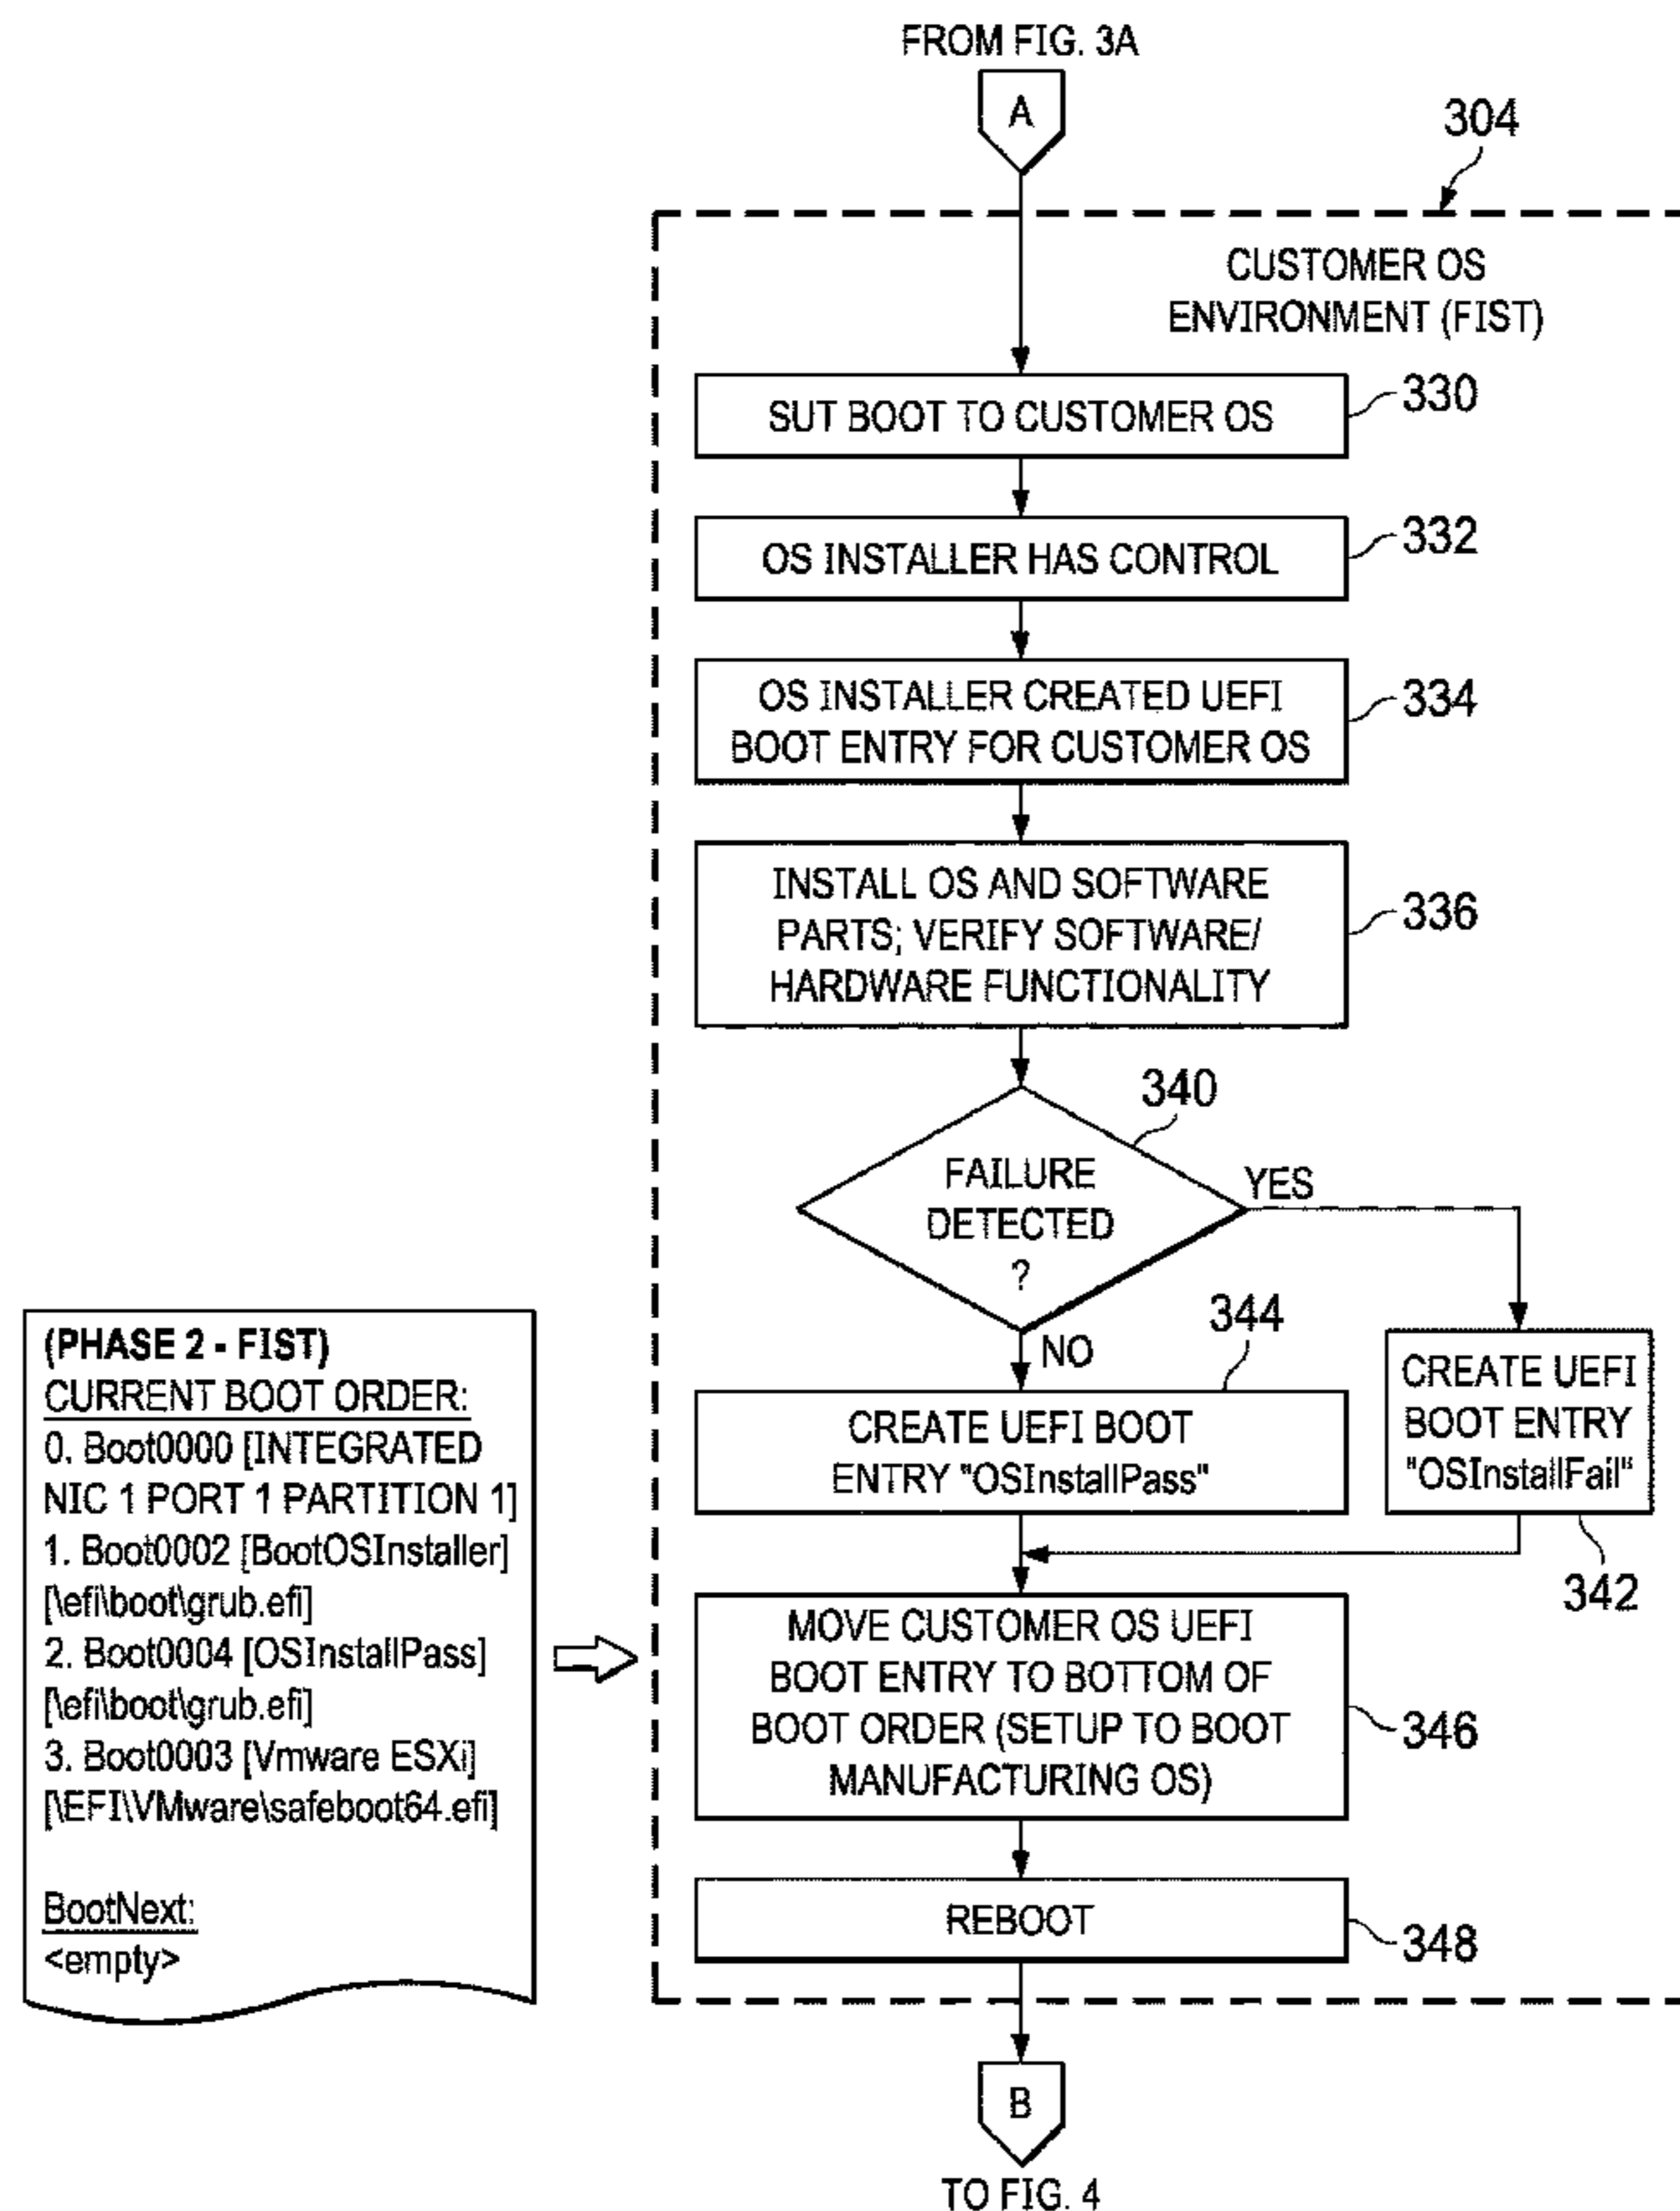 FROM FIG. 3A
A
304
CUSTOMER OS
ENVIRONMENT (FIST)
SUT BOOT TO CUSTOMER OS
330
OS INSTALLER HAS CONTROL
332
OS INSTALLER CREATED UEFI
BOOT ENTRY FOR CUSTOMER OS
334
INSTALL OS AND SOFTWARE
PARTS; VERIFY SOFTWARE/
HARDWARE FUNCTIONALITY
336
340
FAILURE
DETECTED
?
YES
NO
344
CREATE UEFI BOOT
ENTRY "OSInstallPass"
CREATE UEFI
BOOT ENTRY
"OSInstallFail"
342
MOVE CUSTOMER OS UEFI
BOOT ENTRY TO BOTTOM OF
BOOT ORDER (SETUP TO BOOT
MANUFACTURING OS)
346
REBOOT
348
B
TO FIG. 4
(PHASE 2 - FIST)
CURRENT BOOT ORDER:
0. Boot0000 [INTEGRATED
NIC 1 PORT 1 PARTITION 1]
1. Boot0002 [BootOSInstaller]
[\efi\boot\grub.efi]
2. Boot0004 [OSInstallPass]
[\efi\boot\grub.efi]
3. Boot0003 [Vmware ESXi]
[\EFI\VMware\safeboot64.efi]
BootNext:
<empty>